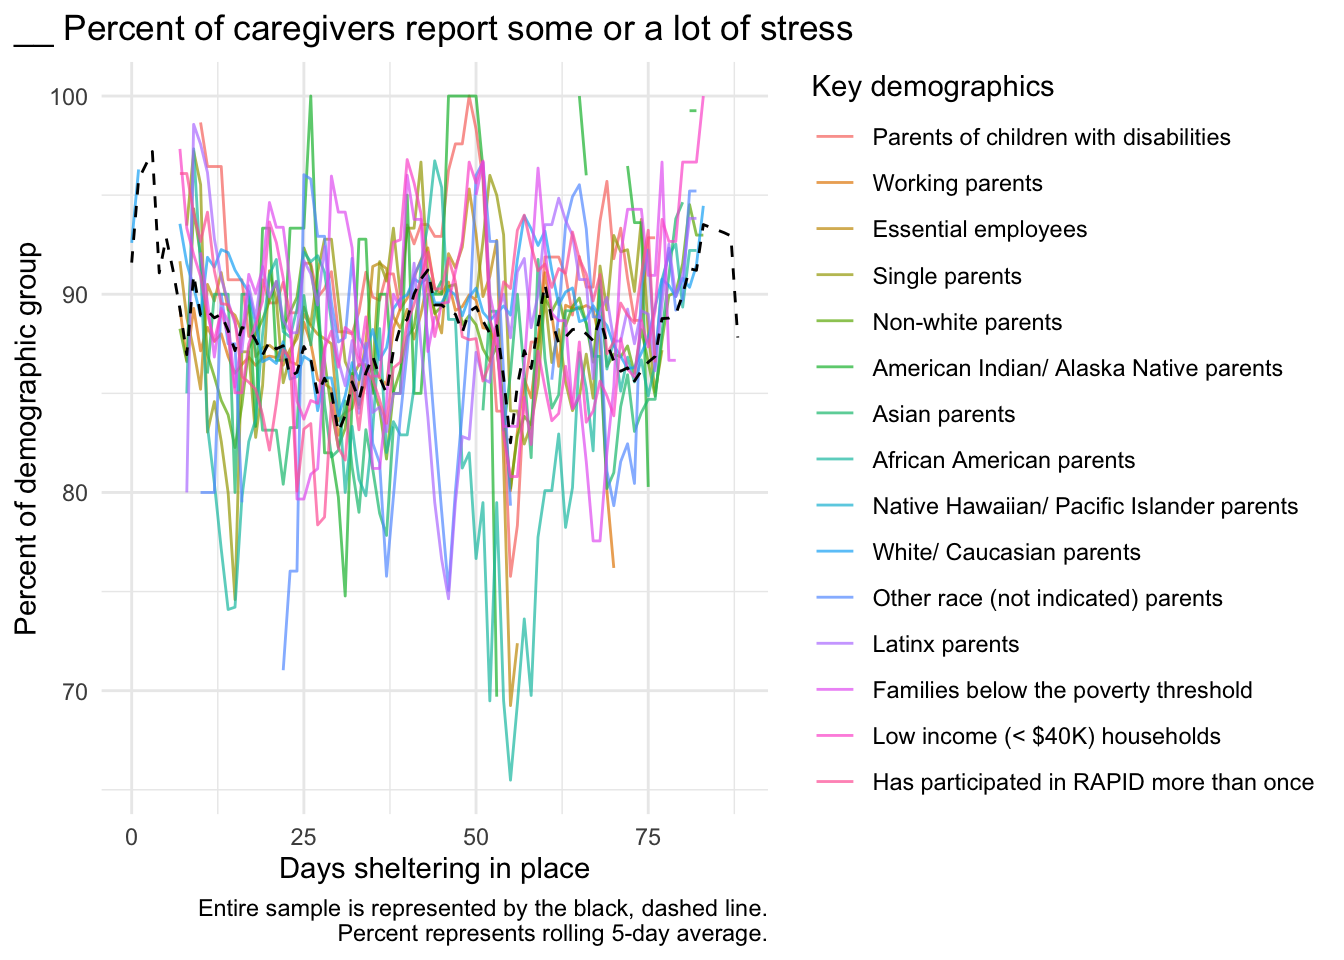 __ Percent of caregivers report some or a lot of stress
Percent of demographic group
100
90
80
70
0 25 50 75
Days sheltering in place
Entire sample is represented by the black, dashed line.
Percent represents rolling 5-day average.
Key demographics
Parents of children with disabilities
Working parents
Essential employees
Single parents
Non-white parents
American Indian/ Alaska Native parents
Asian parents
African American parents
Native Hawaiian/ Pacific Islander parents
White/ Caucasian parents
Other race (not indicated) parents
Latinx parents
Families below the poverty threshold
Low income (< $40K) households
Has participated in RAPID more than once